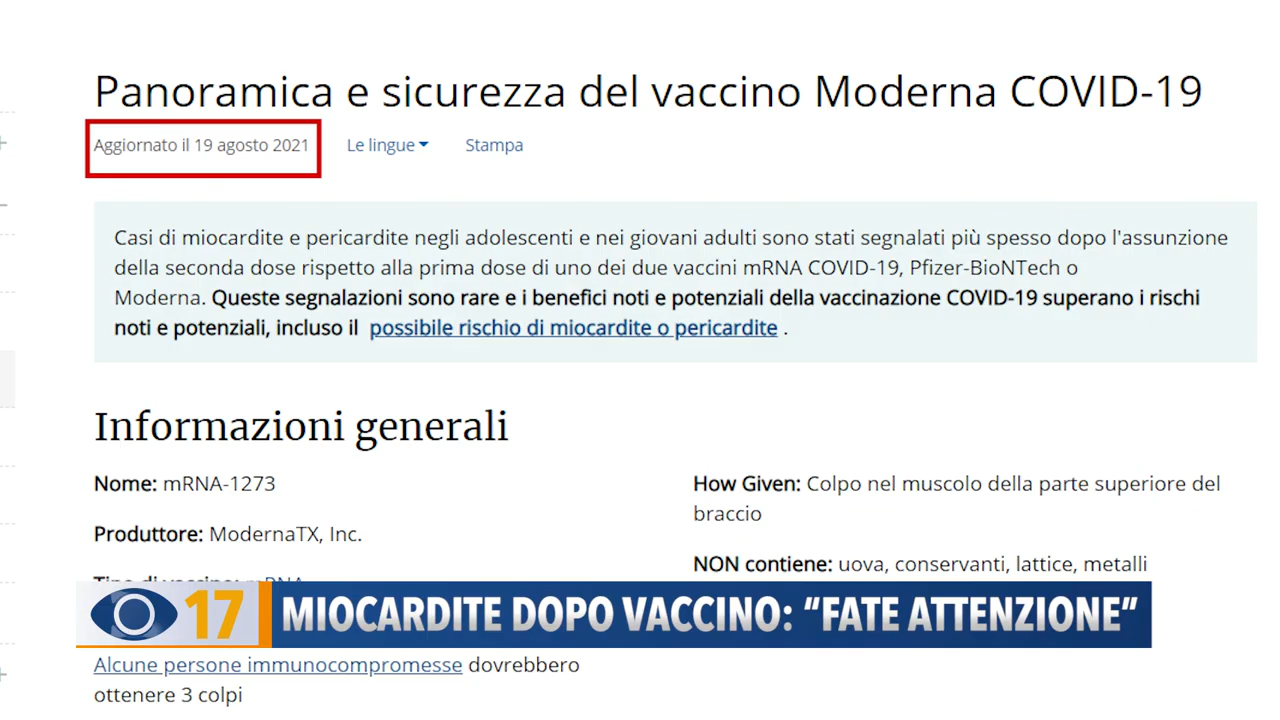 Panoramica e sicurezza del vaccino Moderna COVID-19
Aggiornato il 19 agosto 2021 Le lingue Stampa
Casi di miocardite e pericardite negli adolescenti e nei giovani adulti sono stati segnalati più spesso dopo l'assunzione
della seconda dose rispetto alla prima dose di uno dei due vaccini mRNA COVID-19, Pfizer-BioNTech o
Moderna. Queste segnalazioni sono rare e i benefici noti e potenziali della vaccinazione COVID-19 superano i rischi
noti e potenziali, incluso il possibile rischio di miocardite o pericardite .
Informazioni generali
Nome: mRNA-1273
Produttore: ModernaTX, Inc.
Tipo di vaccino: mRNA
Alcune persone immunocompromesse dovrebbero
ottenere 3 colpi
How Given: Colpo nel muscolo della parte superiore del
braccio
NON contiene: uova, conservanti, lattice, metalli
17 MIOCARDITE DOPO VACCINO: “FATE ATTENZIONE”